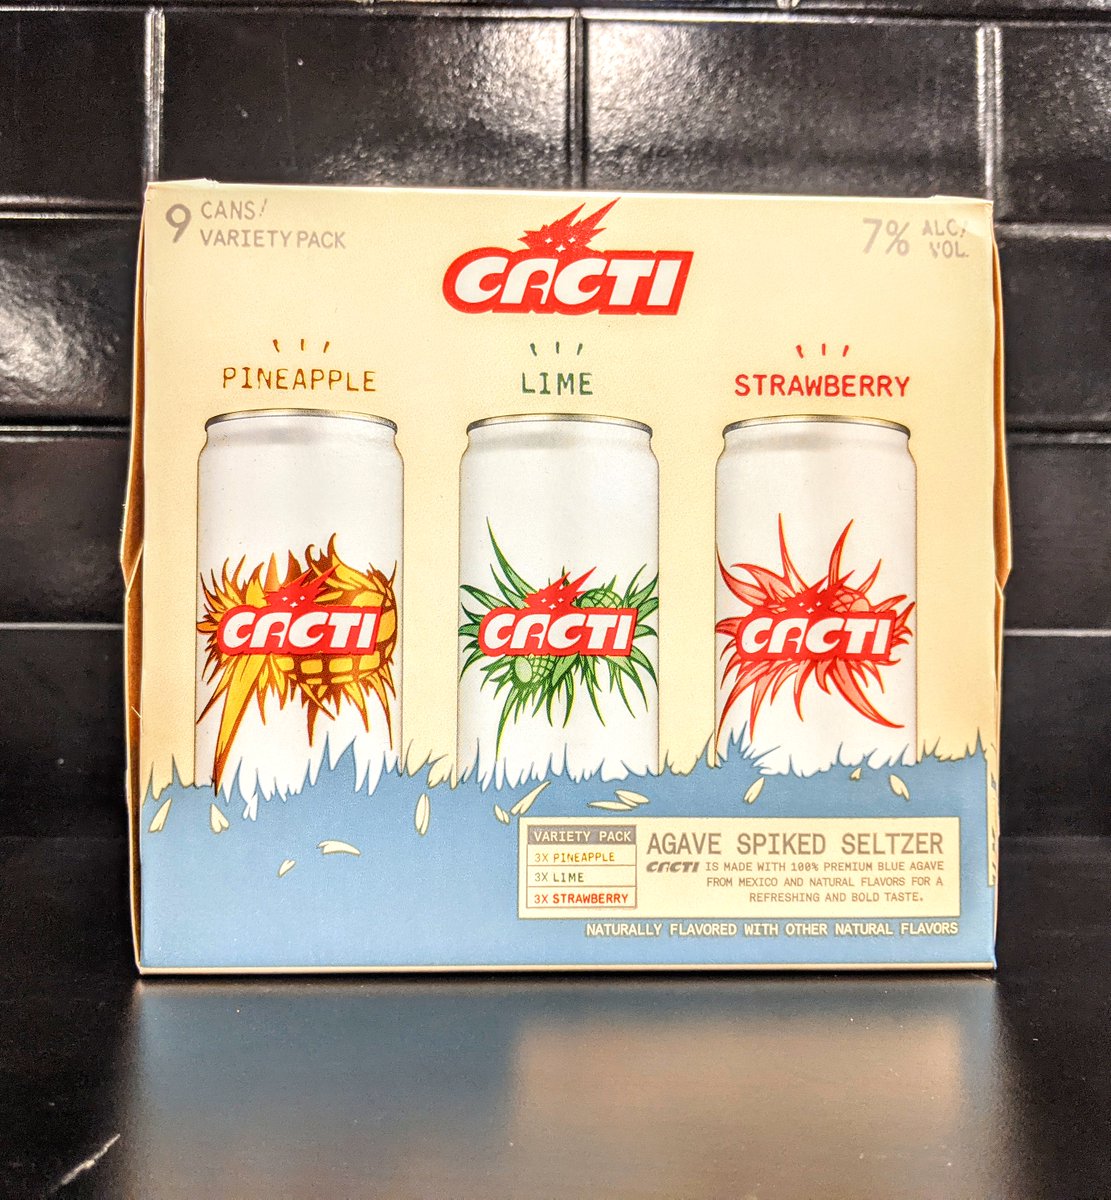 9 CANS/
VARIETY PACK
CACTI
7% ALC/
VOL.
PINEAPPLE
LIME
STRAWBERRY
CACTI
CACTI
CACTI
VARIETY PACK
3X PINEAPPLE
3X LIME
3X STRAWBERRY
AGAVE SPIKED SELTZER
CACTI IS MADE WITH 100% PREMIUM BLUE AGAVE
FROM MEXICO AND NATURAL FLAVORS FOR A
REFRESHING AND BOLD TASTE.
NATURALLY FLAVORED WITH OTHER NATURAL FLAVORS